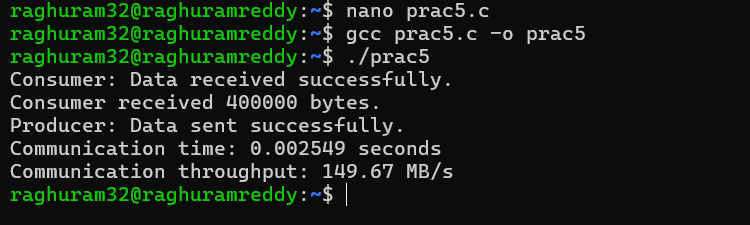 raghuram32@raghuramreddy:~$ nano prac5.c
raghuram32@raghuramreddy:~$ gcc prac5.c -o prac5
raghuram32@raghuramreddy:~$ ./prac5
Consumer: Data received successfully.
Consumer received 400000 bytes.
Producer: Data sent successfully.
Communication time: 0.002549 seconds
Communication throughput: 149.67 MB/s
raghuram32@raghuramreddy:~$